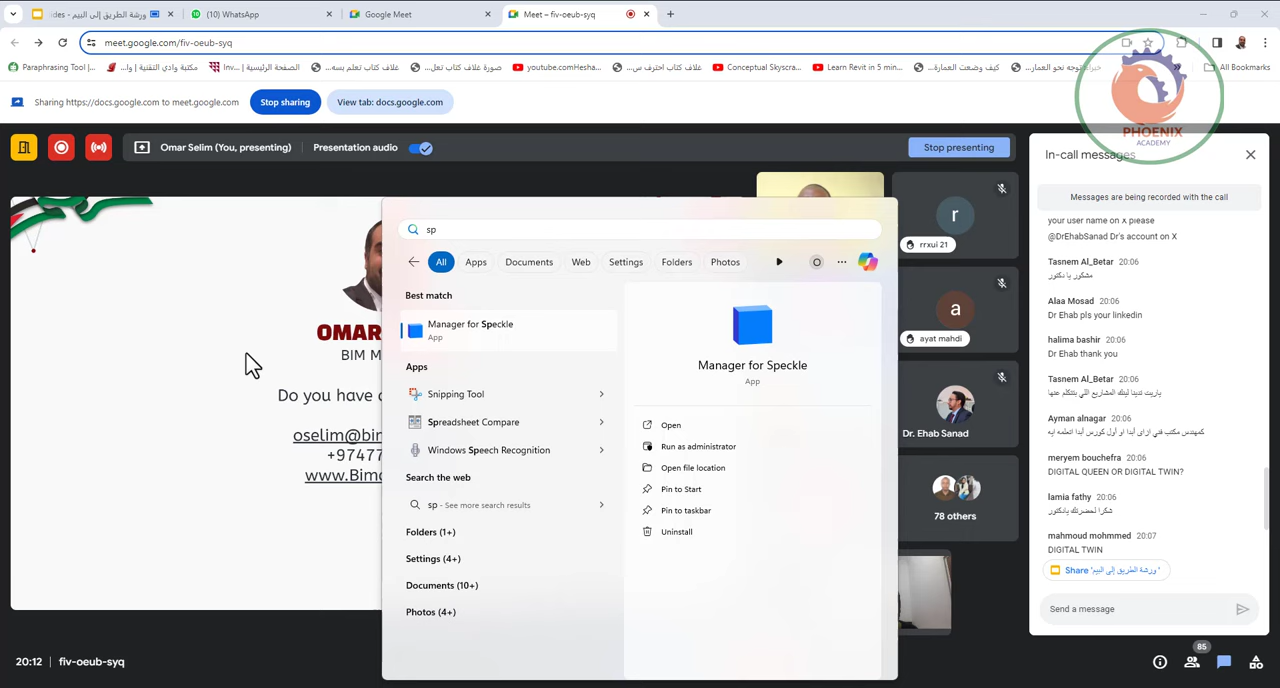 ورشة الطريق إلى البيم - ides
(10) WhatsApp
Google Meet
Meet – fiv-oeub-syq
meet.google.com/fiv-oeub-syq
Paraphrasing Tool |...
مكتبة وادي التقنية | وا...
الصفحة الرئيسية | Inv...
غلاف كتاب تعلم بسه...
صورة غلاف كتاب تعل...
youtube.comHesha...
غلاف كتاب احترف س...
Conceptual Skyscra...
Learn Revit in 5 min...
كيف وضعت العمارة...
All Bookmarks
Sharing https://docs.google.com to meet.google.com
Stop sharing
View tab: docs.google.com
PHOENIX
ACADEMY
Omar Selim (You, presenting)
Presentation audio
Stop presenting
OMAR
BIM M
Do you have
oselim@bim
+97477
www.Bimc
sp
All
Apps
Documents
Web
Settings
Folders
Photos
O
Best match
Manager for Speckle
App
Apps
Snipping Tool
Spreadsheet Compare
Windows Speech Recognition
Search the web
sp - See more search results
Folders (1+)
Settings (4+)
Documents (10+)
Photos (4+)
Manager for Speckle
App
Open
Run as administrator
Open file location
Pin to Start
Pin to taskbar
Uninstall
r
rrxui 21
a
ayat mahdi
Dr. Ehab Sanad
78 others
In-call messages
Messages are being recorded with the call
your user name on X please
@DrEhabSanad Dr's account on X
Tasnem Al_Betar 20:06
مشكور يا دكتور
Alaa Mosad 20:06
Dr Ehab pls your linkedin
halima bashir 20:06
Dr Ehab thank you
Tasnem Al_Betar 20:06
ياريت تدينا لينك المشاريع اللي بتتكلم عنها
Ayman alnagar 20:06
كمهندس مكتب فني ازاى أبدا او أول كورس أبدا اتعلمه ايه
meryem bouchefra 20:06
DIGITAL QUEEN OR DIGITAL TWIN?
lamia fathy 20:06
شكرا لحضرتك يادكتور
mahmoud mohmmed 20:07
DIGITAL TWIN
Share "ورشة الطريق إلى البيم"
Send a message
20:12 | fiv-oeub-syq
85